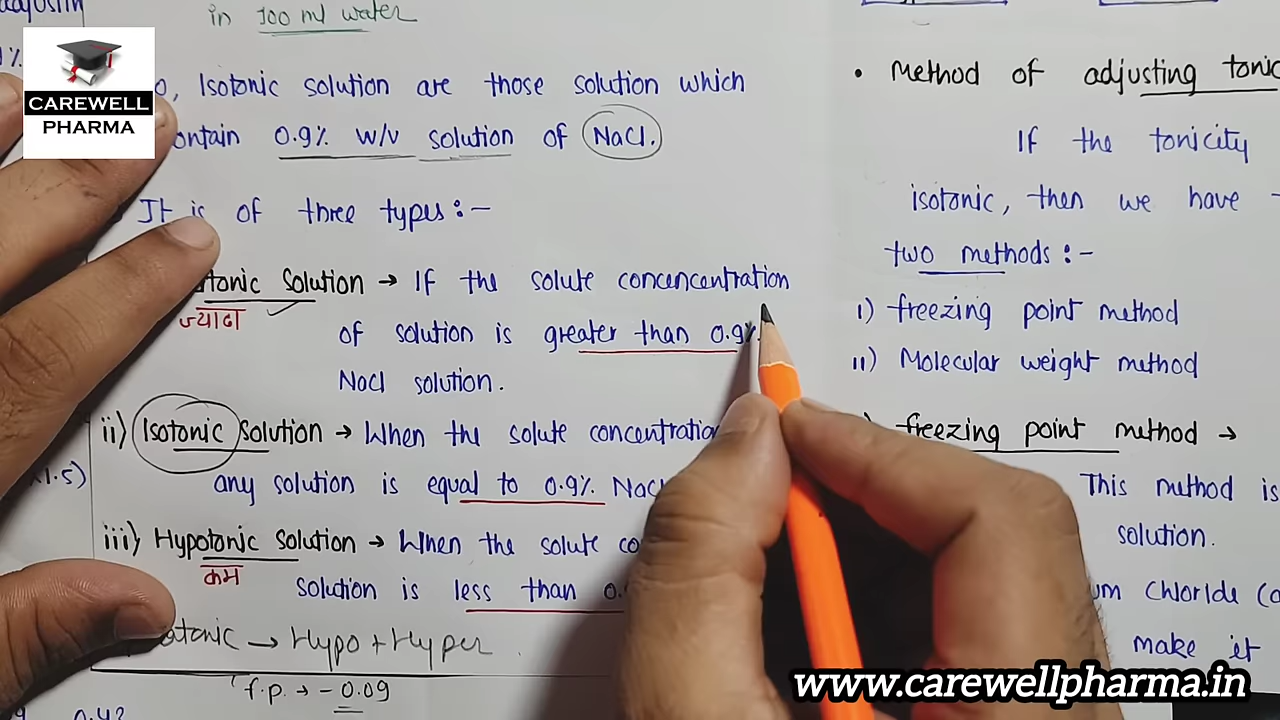 in 100 ml water
CAREWELL
PHARMA
Isotonic solution are those solution which
0.9% w/v solution of NaCl.
It is of three types:-
Solution → If the solute concencentration
ज्यादा
of solution is greater than 0.9%
NaCl solution.
ii) Isotonic Solution → When the solute concentration
any solution is equal to 0.9%. NaCl
iii) Hypotonic Solution → When the solute
कम
solution is less than
→ Hypo + Hyper
f.p. → - 0.09
x1.5)
0.42
• Method of adjusting
If the tonicity
isotonic, then we have
two methods :-
i) freezing point method
ii) Molecular weight method
freezing point method →
This method is
solution.
Chloride
make it
www.carewellpharma.in